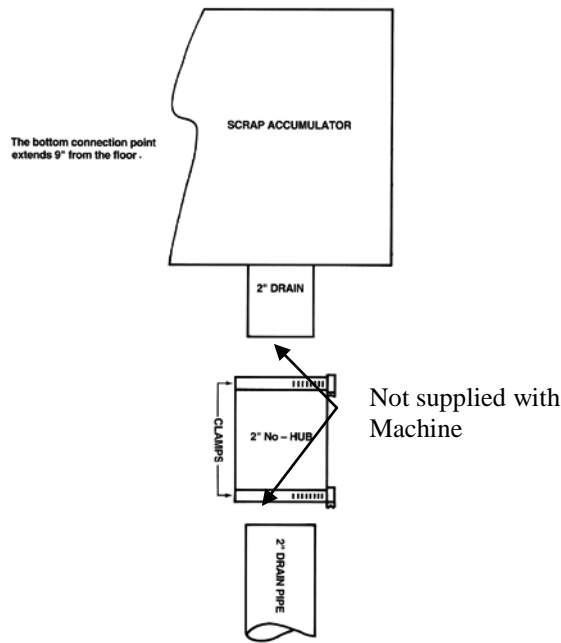 SCRAP ACCUMULATOR
The bottom connection point
extends 9" from the floor.
2" DRAIN
Not supplied with
Machine
CLAMPS
2" No – HUB
2" DRAIN PIPE